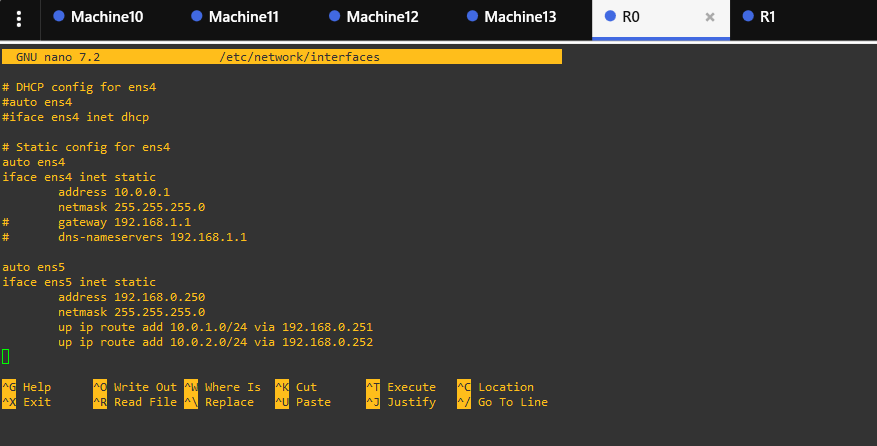 Machine10 Machine11 Machine12 Machine13 R0 × R1
GNU nano 7.2 /etc/network/interfaces
# DHCP config for ens4
#auto ens4
#iface ens4 inet dhcp
# Static config for ens4
auto ens4
iface ens4 inet static
address 10.0.0.1
netmask 255.255.255.0
# gateway 192.168.1.1
# dns-nameservers 192.168.1.1
auto ens5
iface ens5 inet static
address 192.168.0.250
netmask 255.255.255.0
up ip route add 10.0.1.0/24 via 192.168.0.251
up ip route add 10.0.2.0/24 via 192.168.0.252
^G Help ^O Write Out ^W Where Is ^K Cut ^T Execute ^C Location
^X Exit ^R Read File ^\ Replace ^U Paste ^J Justify ^/ Go To Line